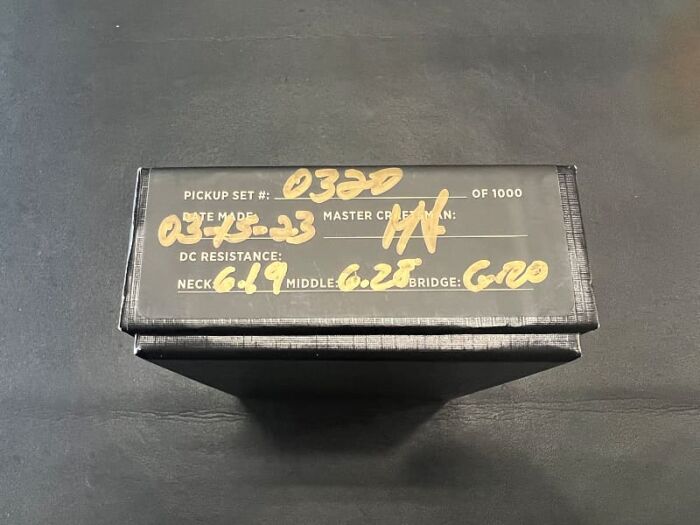 PICKUP SET #: 0320 OF 1000
DATE MADE: MASTER CRAFTSMAN:
03-15-23
DC RESISTANCE:
NECK: 6.19 MIDDLE: 6.28 BRIDGE: 6.20